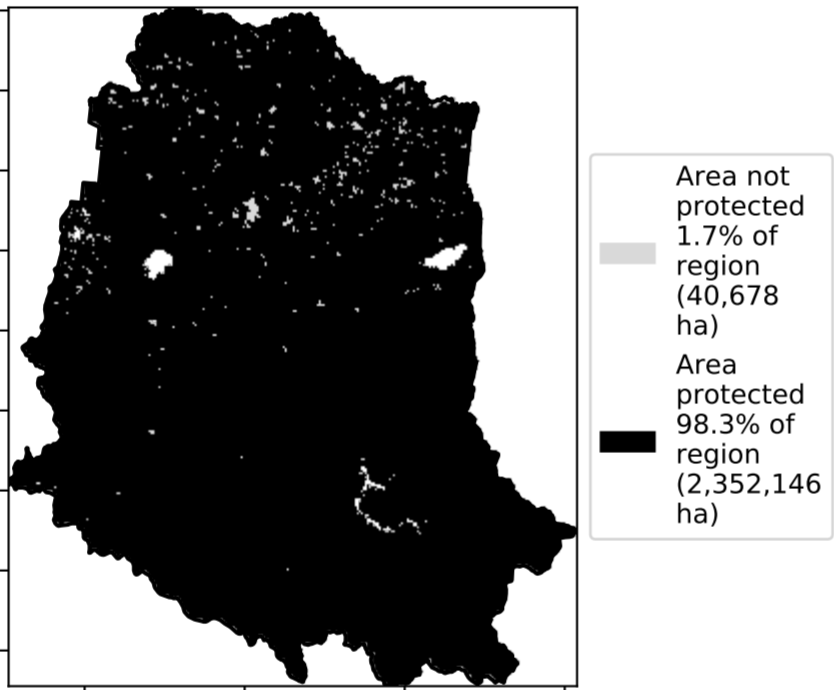 Area not
protected
1.7% of
region
(40,678
ha)
Area
protected
98.3% of
region
(2,352,146
ha)